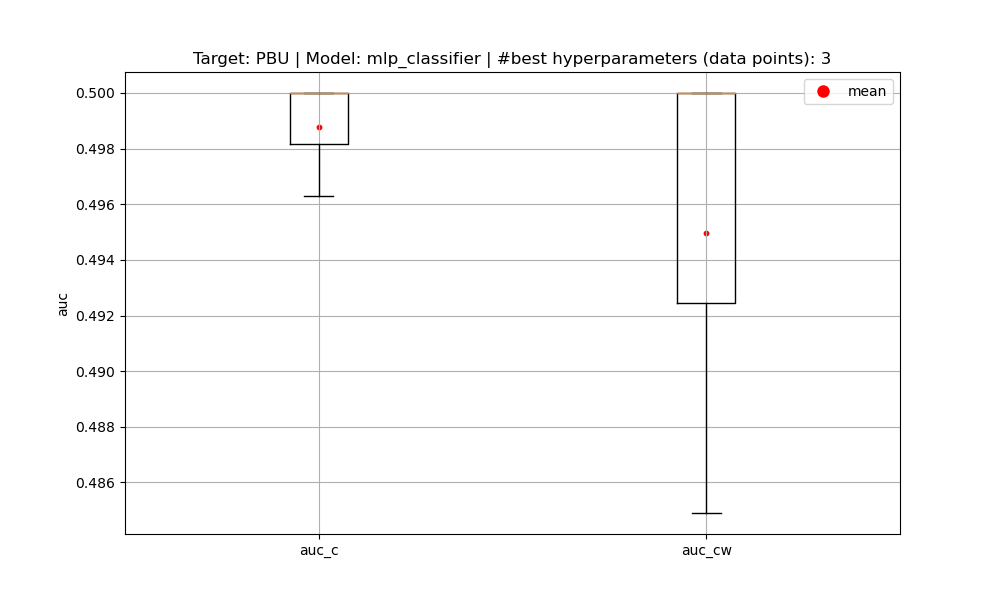 Target: PBU | Model: mlp_classifier | #best hyperparameters (data points): 3
mean
0.500
0.498
0.496
0.494
0.492
0.490
0.488
0.486
auc
auc_c
auc_cw